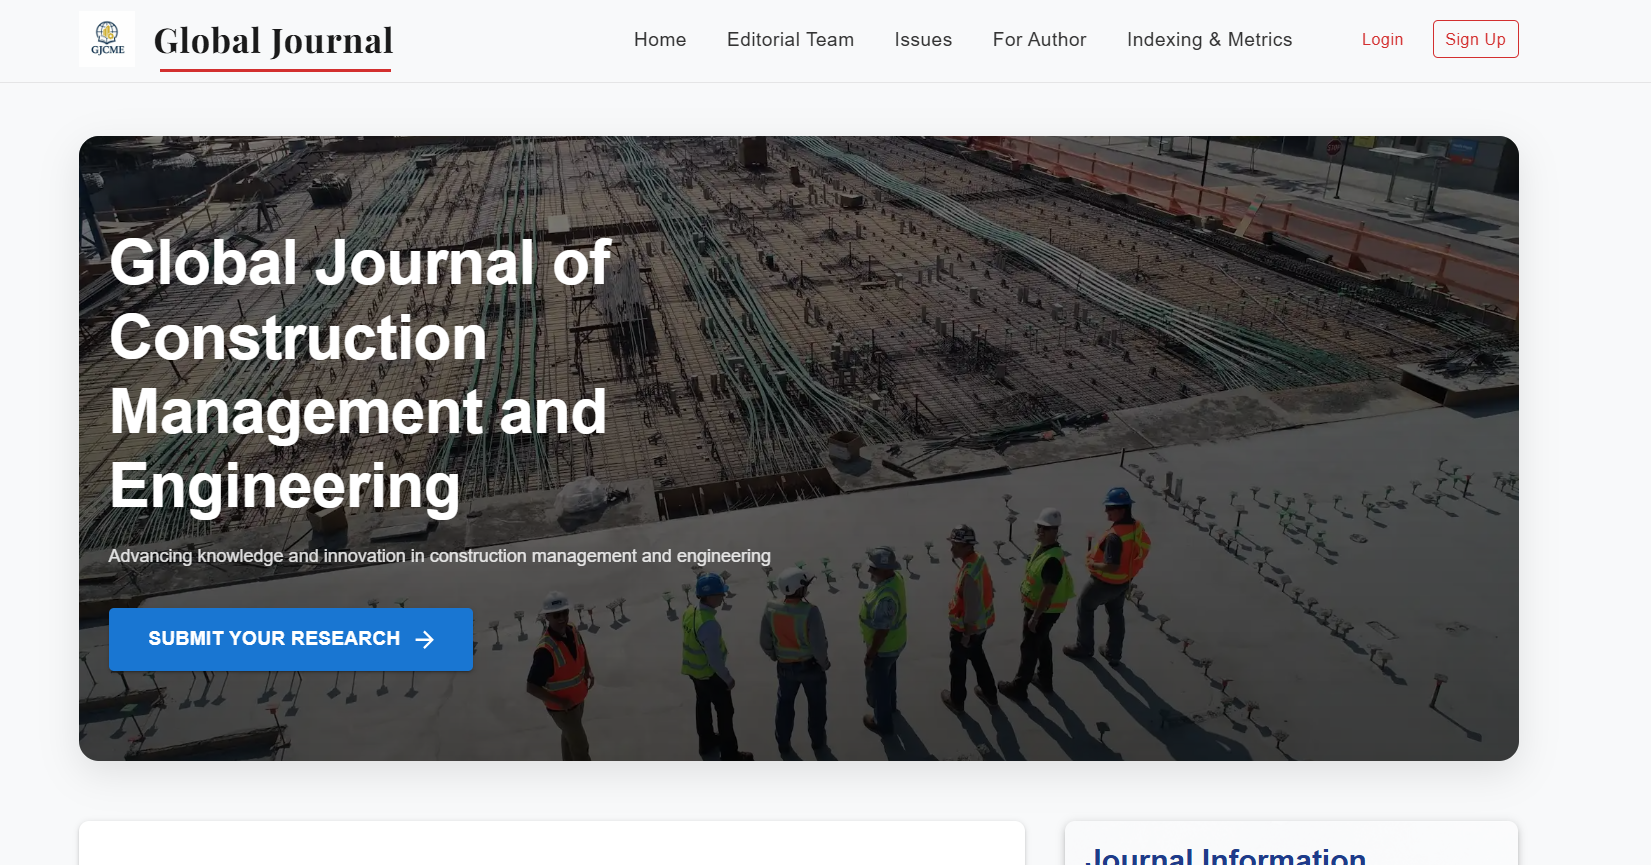 GJCME
Global Journal
Home
Editorial Team
Issues
For Author
Indexing & Metrics
Login
Sign Up
STOP
Global Journal of
Construction
Management and
Engineering
Advancing knowledge and innovation in construction management and engineering
SUBMIT YOUR RESEARCH
Journal Information